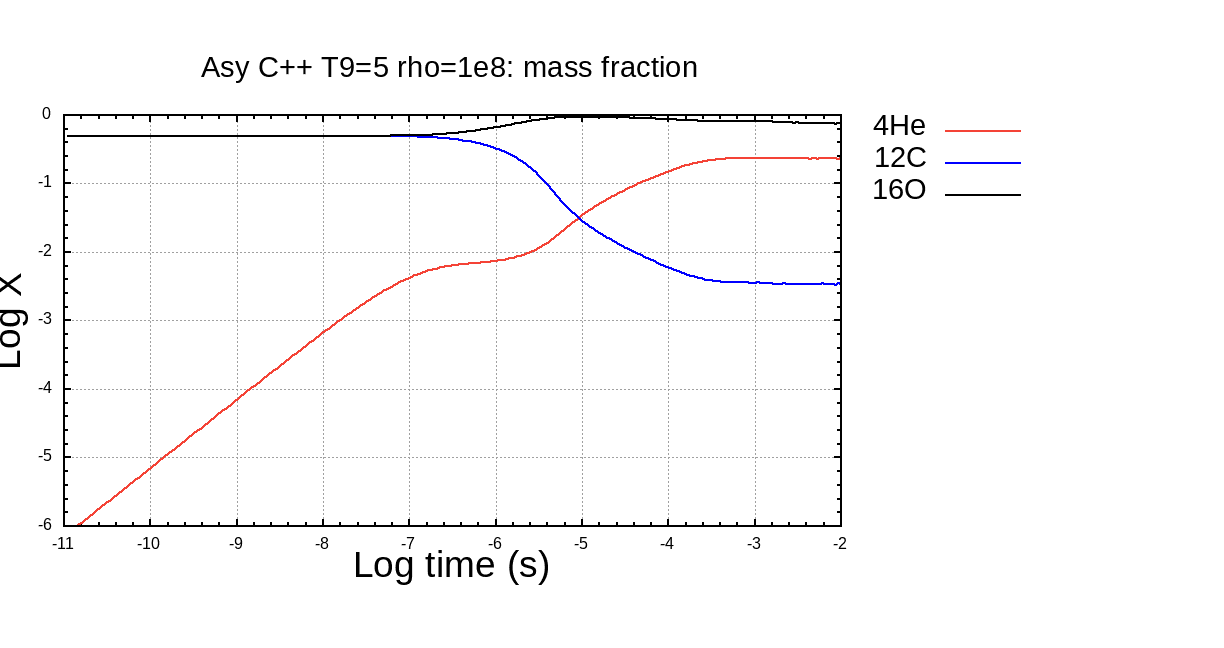 Asy C++ T9=5 rho=1e8: mass fraction
4He
12C
16O
Log X
0
-1
-2
-3
-4
-5
-6
-11 -10 -9 -8 -7 -6 -5 -4 -3 -2
Log time (s)